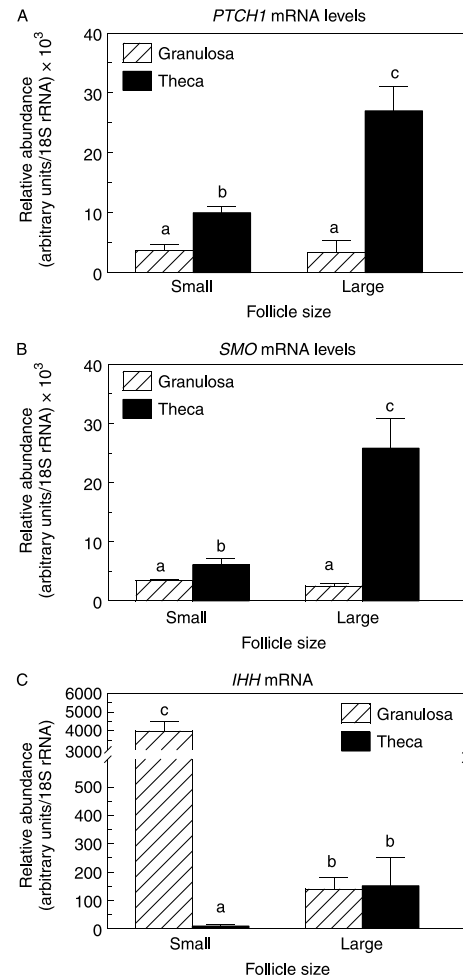 A
PTCH1 mRNA levels
Relative abundance
(arbitrary units/18S rRNA) × 10³
40
30
20
10
0
Granulosa
Theca
a
b
a
c
Small
Large
Follicle size
B
SMO mRNA levels
Relative abundance
(arbitrary units/18S rRNA) × 10³
40
30
20
10
0
Granulosa
Theca
a
b
a
c
Small
Large
Follicle size
C
IHH mRNA
Relative abundance
(arbitrary units/18S rRNA)
6000
5000
4000
3000
500
400
300
200
100
0
Granulosa
Theca
c
a
b
b
Small
Large
Follicle size